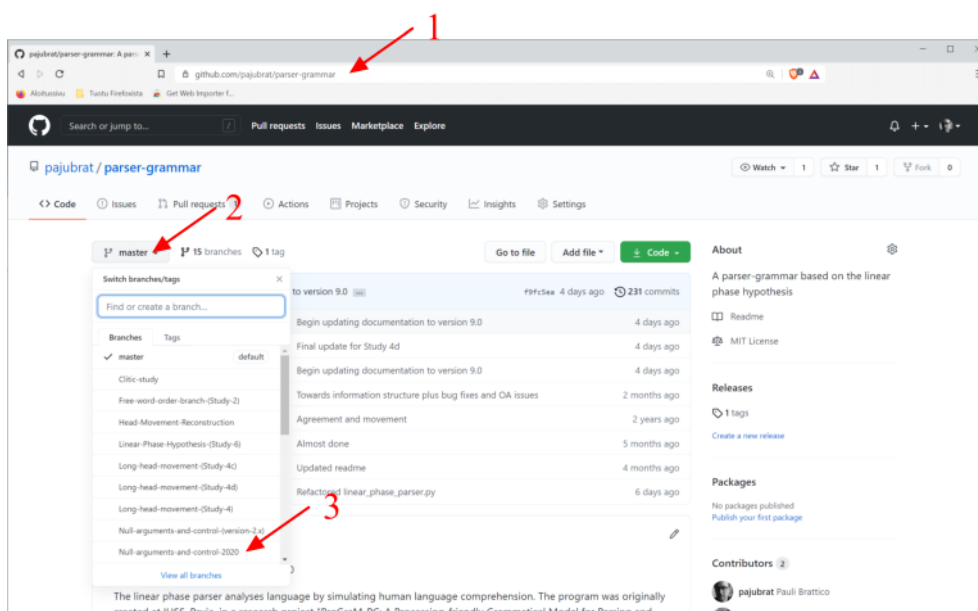 1
pajubrat/parser-grammar: A pars
github.com/pajubrat/parser-grammar
Aloitussivu Tuotu Firefoxista Get Web Importer f...
Search or jump to... / Pull requests Issues Marketplace Explore
pajubrat / parser-grammar
Watch 1 Star 1 Fork 0
Code Issues Pull requests 1 Actions Projects Security Insights Settings
2
master 15 branches 1 tag Go to file Add file Code
Switch branches/tags
Find or create a branch...
Branches Tags
master default
Clitic-study
Free-word-order-branch-(Study-2)
Head-Movement-Reconstruction
Linear-Phase-Hypothesis-(Study-6)
Long-head-movement-(Study-4c)
Long-head-movement-(Study-4d)
Long-head-movement-(Study-4)
Null-arguments-and-control-(version-2.x)
Null-arguments-and-control-2020
View all branches
to version 9.0 ... f9fc5ea 4 days ago 231 commits
Begin updating documentation to version 9.0 4 days ago
Final update for Study 4d 4 days ago
Begin updating documentation to version 9.0 4 days ago
Towards information structure plus bug fixes and OA issues 2 months ago
Agreement and movement 2 years ago
Almost done 5 months ago
Updated readme 4 months ago
Refactored linear_phase_parser.py 6 days ago
3
The linear phase parser analyses language by simulating human language comprehension. The program was originally
About
A parser-grammar based on the linear
phase hypothesis
Readme
MIT License
Releases
1 tags
Create a new release
Packages
No packages published
Publish your first package
Contributors 2
pajubrat Pauli Brattico